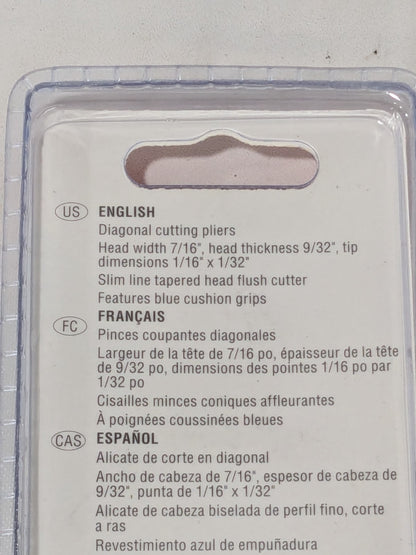 US ENGLISH
Diagonal cutting pliers
Head width 7/16", head thickness 9/32", tip
dimensions 1/16" x 1/32"
Slim line tapered head flush cutter
Features blue cushion grips
FC FRANÇAIS
Pinces coupantes diagonales
Largeur de la tête de 7/16 po, épaisseur de la tête
de 9/32 po, dimensions des pointes 1/16 po par
1/32 po
Cisailles minces coniques affleurantes
À poignées coussinées bleues
CAS ESPAÑOL
Alicate de corte en diagonal
Ancho de cabeza de 7/16", espesor de cabeza de
9/32", punta de 1/16" x 1/32"
Alicate de cabeza biselada de perfil fino, corte
a ras
Revestimiento azul de empuñadura